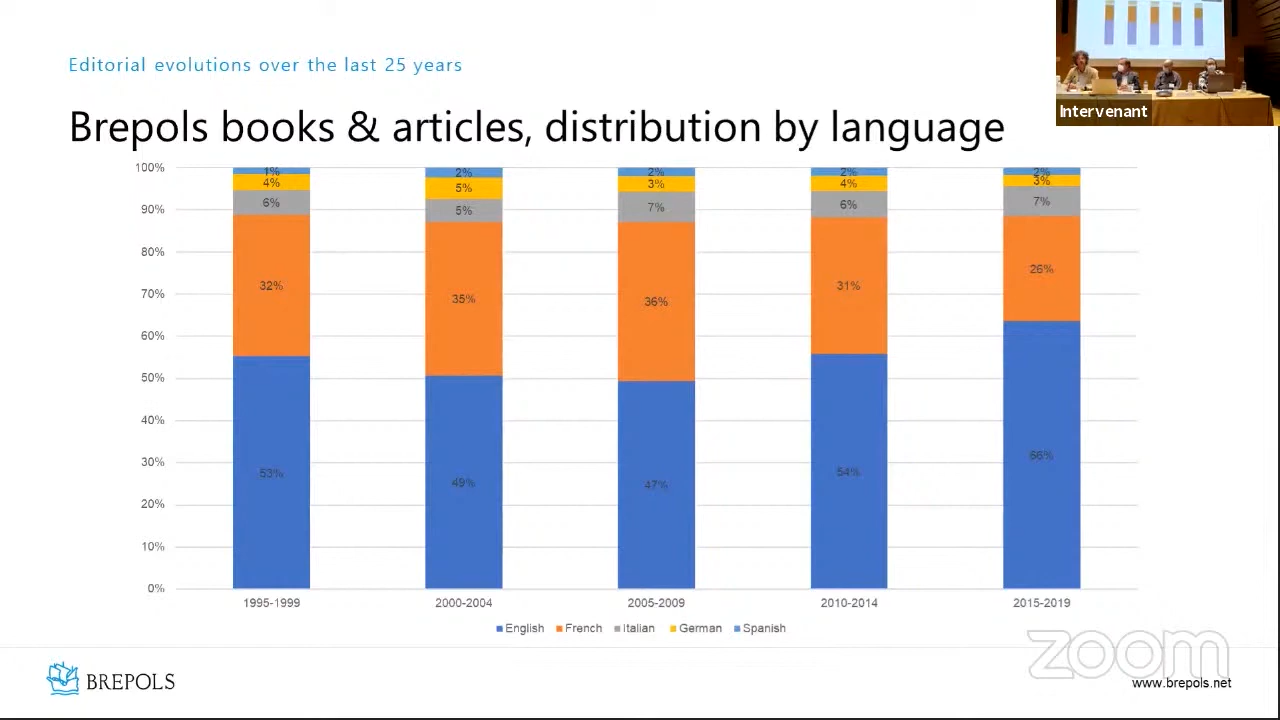 Editorial evolutions over the last 25 years
Intervenant
Brepols books & articles, distribution by language
100%
90%
80%
70%
60%
50%
40%
30%
20%
10%
0%
1% 2% 2% 2% 2%
4% 5% 3% 4% 3%
6% 5% 7% 6% 7%
32% 35% 36% 31% 26%
53% 49% 47% 54% 66%
1995-1999 2000-2004 2005-2009 2010-2014 2015-2019
English French Italian German Spanish
zoom
BREPOLS
www.brepols.net